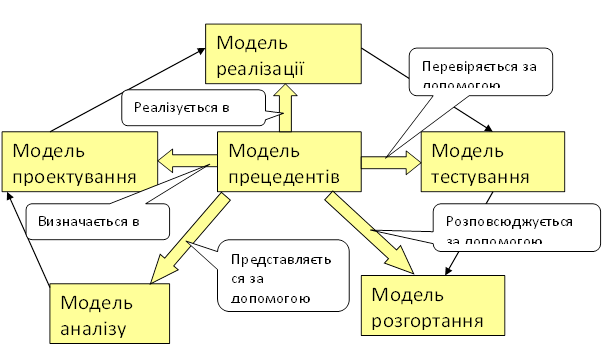 Модель
реалізації
Перевіряється за
допомогою
Реалізується в
Модель
проектування
Модель
прецедентів
Модель
тестування
Визначається в
Розповсюджується
за допомогою
Представляєть
ся за
допомогою
Модель
аналізу
Модель
розгортання